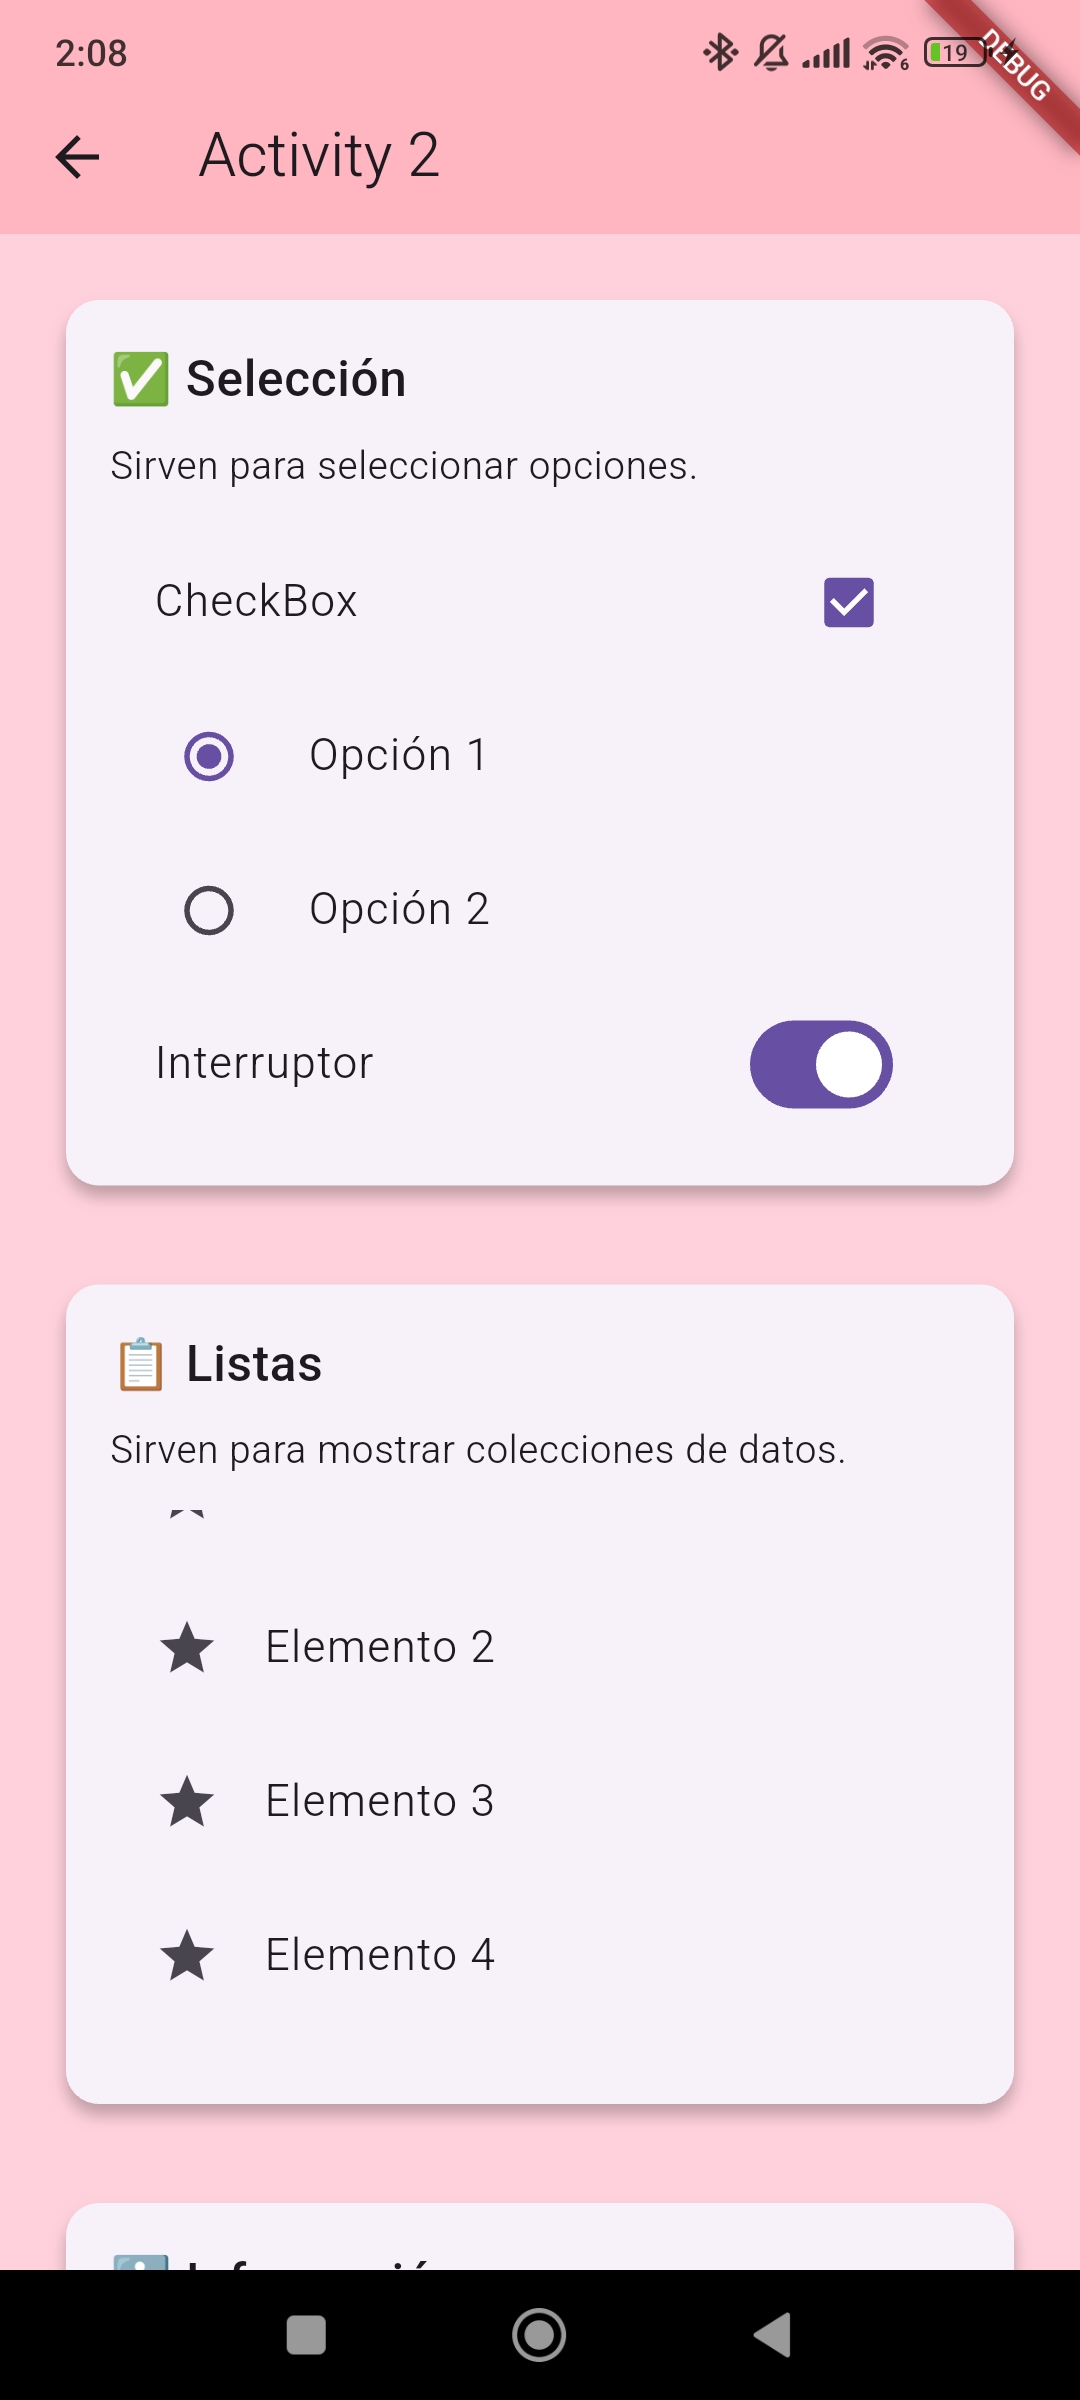 2:08
6
19
DEBUG
Activity 2
Selección
Sirven para seleccionar opciones.
CheckBox
Opción 1
Opción 2
Interruptor
Listas
Sirven para mostrar colecciones de datos.
Elemento 2
Elemento 3
Elemento 4